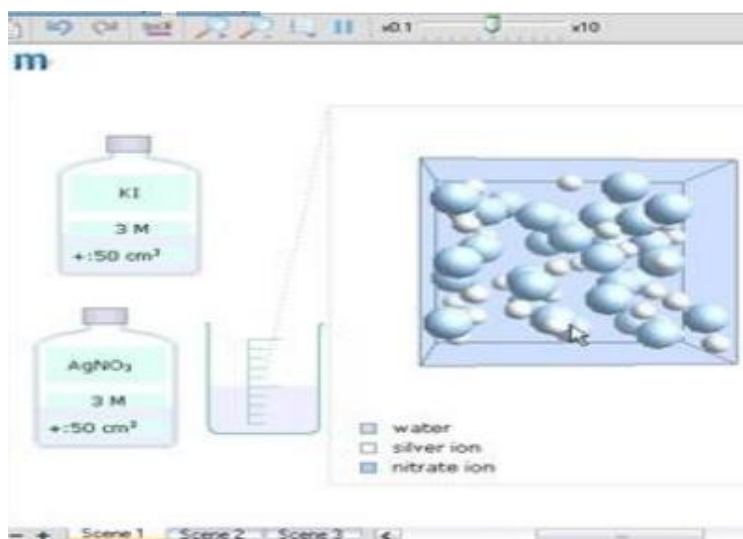 x0.1 x10
m
KI
3 M
+:50 cm³
AgNO₃
3 M
+:50 cm³
water
silver ion
nitrate ion
Scene 1 Scene 2 Scene 3